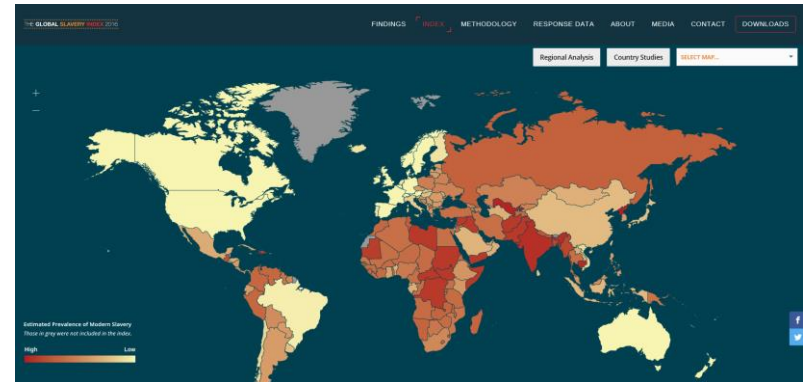 THE GLOBAL SLAVERY INDEX 2016
FINDINGS INDEX METHODOLOGY RESPONSE DATA ABOUT MEDIA CONTACT DOWNLOADS
Regional Analysis Country Studies SELECT MAP...
+
−
Estimated Prevalence of Modern Slavery
Those in grey were not included in the index.
High Low
f